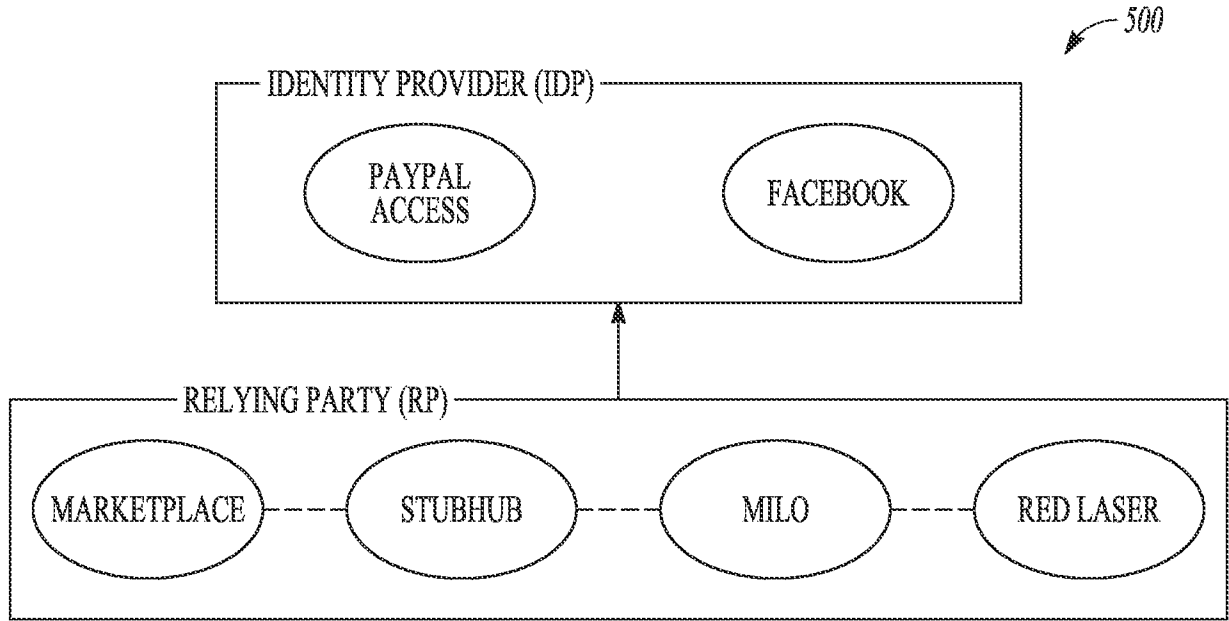 500
IDENTITY PROVIDER (IDP)
PAYPAL
ACCESS
FACEBOOK
RELYING PARTY (RP)
MARKETPLACE
STUBHUB
MILO
RED LASER